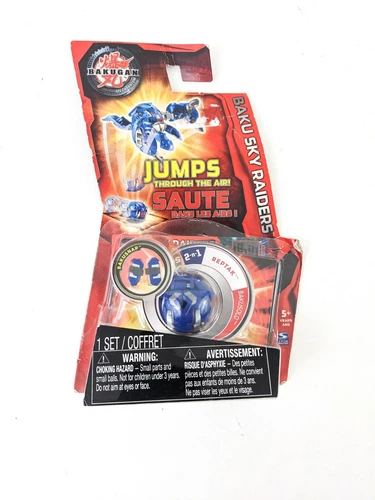 BAKUGAN
BAKU SKY RAIDERS
JUMPS
THROUGH THE AIR!
SAUTE
DANS LES AIRS !
BAKUSNAP
2-n-1
REPTAK
BAKUSOLO
5+
1 SET / COFFRET
WARNING:
CHOKING HAZARD – Small parts and
small balls. Not for children under 3 years.
Do not aim at eyes or face.
AVERTISSEMENT:
RISQUE D'ASPHYXIE – Des petites
pièces et des petites billes. Ne convient
pas aux enfants de moins de 3 ans.
Ne pas viser les yeux et le visage.